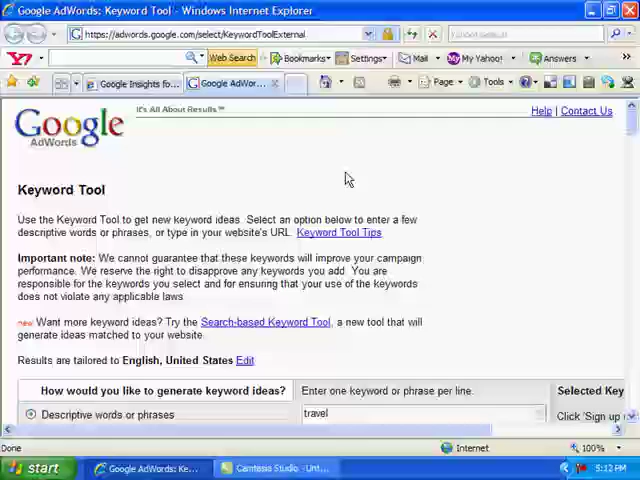 Google AdWords: Keyword Tool - Windows Internet Explorer
https://adwords.google.com/select/KeywordToolExternal
Yahoo! Search
Web Search Bookmarks Settings Mail My Yahoo! Answers
Google Insights fo... Google AdWor... Page Tools
Google
AdWords
It's All About Results™
Help | Contact Us
Keyword Tool
Use the Keyword Tool to get new keyword ideas. Select an option below to enter a few
descriptive words or phrases, or type in your website's URL. Keyword Tool Tips
Important note: We cannot guarantee that these keywords will improve your campaign
performance. We reserve the right to disapprove any keywords you add. You are
responsible for the keywords you select and for ensuring that your use of the keywords
does not violate any applicable laws.
new Want more keyword ideas? Try the Search-based Keyword Tool, a new tool that will
generate ideas matched to your website.
Results are tailored to English, United States Edit
How would you like to generate keyword ideas?
Enter one keyword or phrase per line.
Selected Key
Descriptive words or phrases
travel
Click 'Sign up
Done
Internet
100%
start
Google AdWords: Ke...
Camtasia Studio - Unt...
5:12 PM